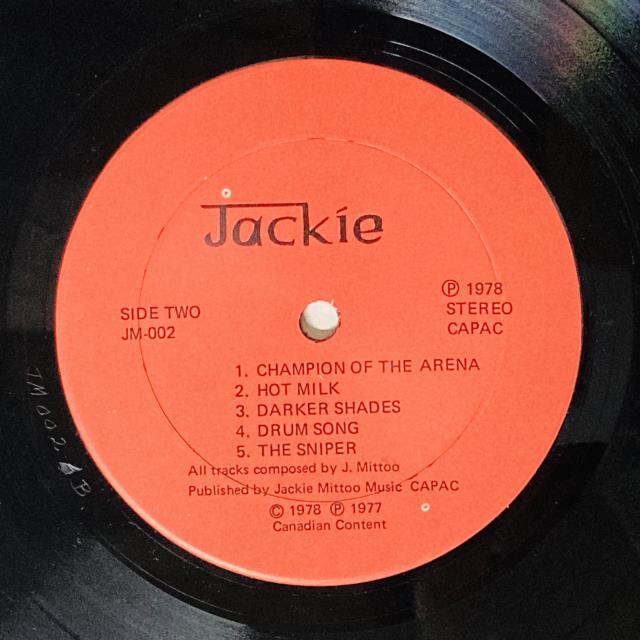 Jackie
SIDE TWO
JM-002
Ⓟ 1978
STEREO
CAPAC
1. CHAMPION OF THE ARENA
2. HOT MILK
3. DARKER SHADES
4. DRUM SONG
5. THE SNIPER
All tracks composed by J. Mittoo
Published by Jackie Mittoo Music CAPAC
© 1978 Ⓟ 1977
Canadian Content
JM 002 B